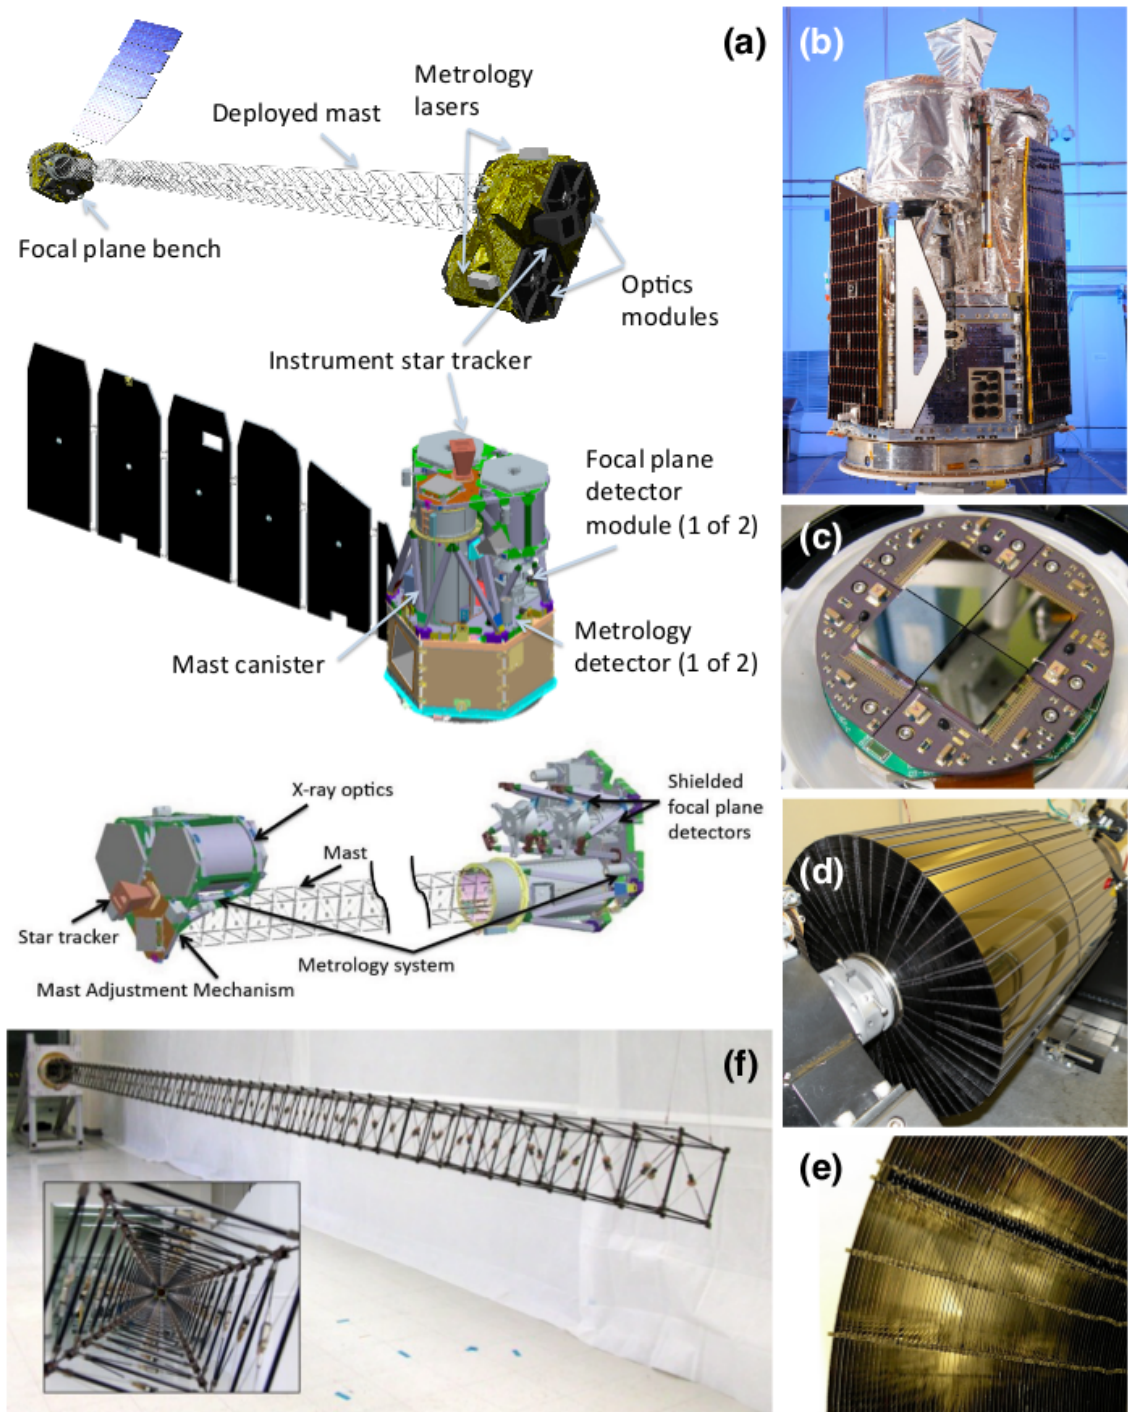 (a)
Metrology
lasers
Deployed mast
Focal plane bench
Optics
modules
Instrument star tracker
Focal plane
detector
module (1 of 2)
Mast canister
Metrology
detector (1 of 2)
X-ray optics
Shielded
focal plane
detectors
Mast
Star tracker
Metrology system
Mast Adjustment Mechanism
(b)
(c)
(d)
(e)
(f)